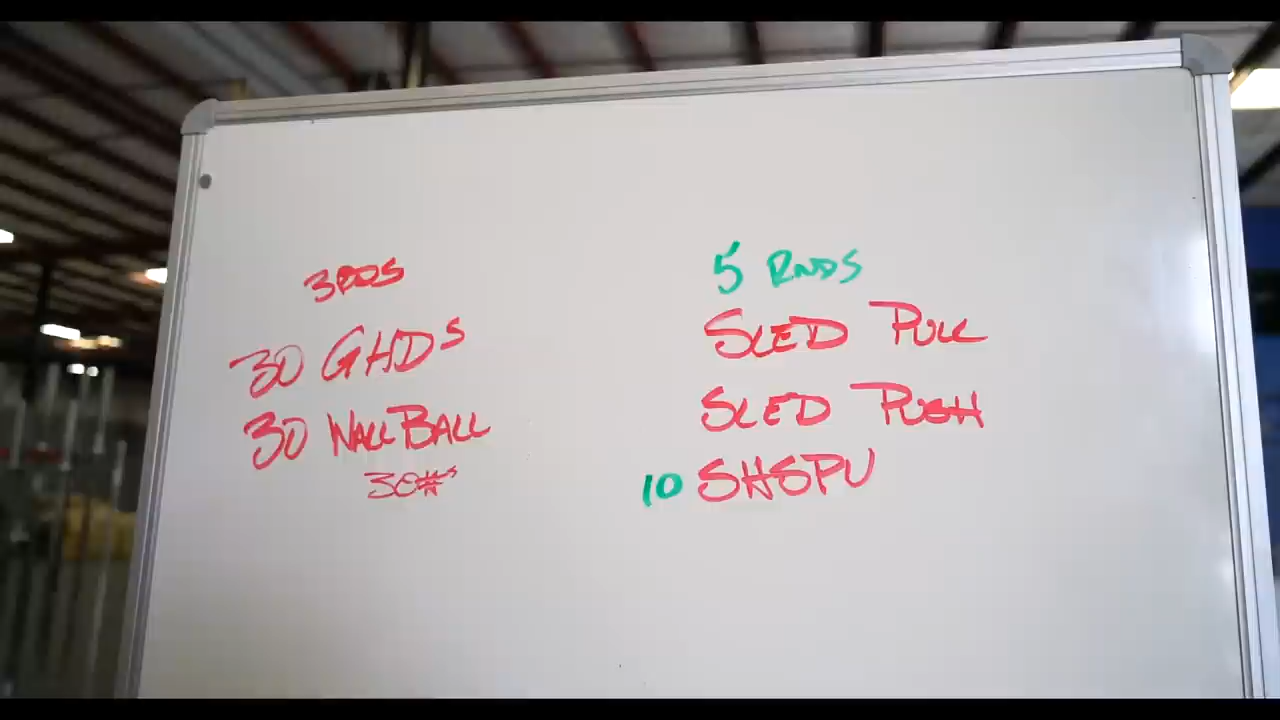 3 RDS
30 GHDS
30 WALL BALL
30#'s
5 RNDS
SLED PULL
SLED PUSH
10 SHSPU